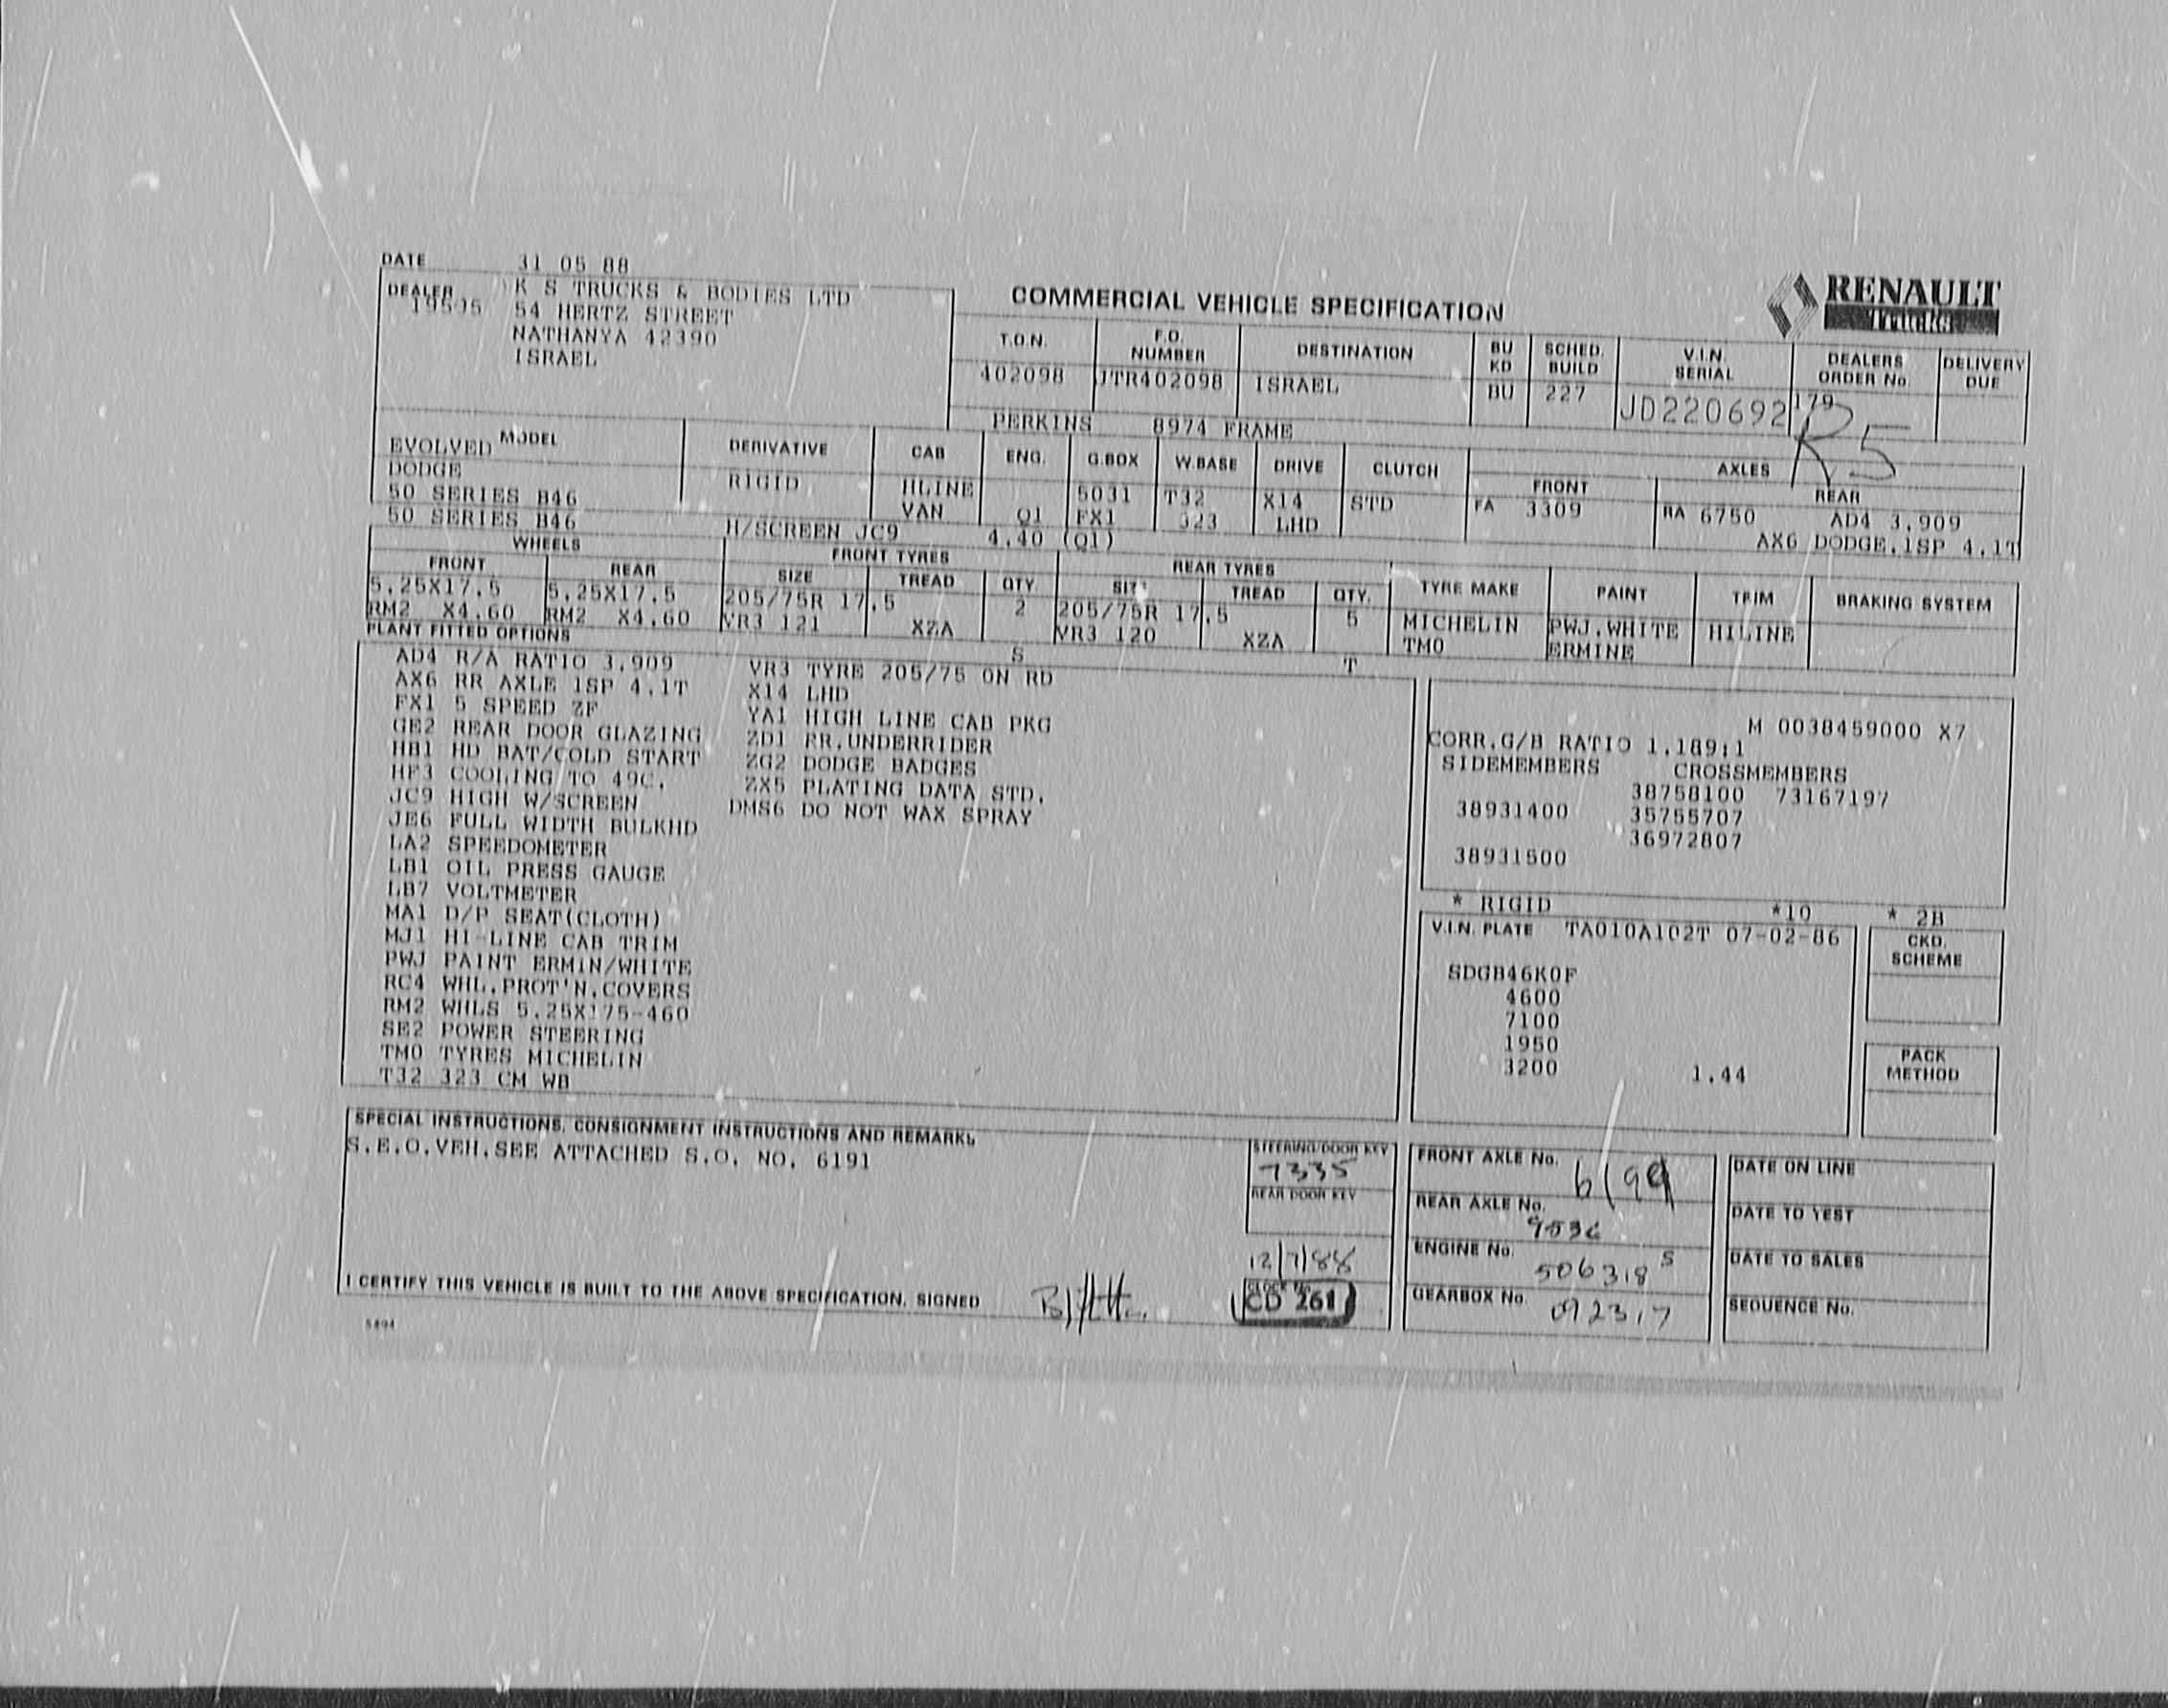 DATE 31 05 88
DEALER K S TRUCKS & BODIES LTD
54 HERTZ STREET
NATHANYA 42390
ISRAEL
COMMERCIAL VEHICLE SPECIFICATION
RENAULT
Trucks
T.O.N. F.O. NUMBER DESTINATION BU KD SCHED. BUILD V.I.N. SERIAL DEALERS ORDER No DELIVERY DUE
402098 JTR402098 ISRAEL BU 227 JD220692 179
R5
PERKINS 8974 FRAME
MODEL DERIVATIVE CAB ENG. G.BOX W.BASE DRIVE CLUTCH AXLES
FRONT REAR
EVOLVED
DODGE RIGID HLINE 5031 T32 X14 STD FA 3309 RA 6750 AD4 3.909
50 SERIES B46 VAN Q1 FX1 323 LHD AX6 DODGE.1SP 4.1T
50 SERIES B46 H/SCREEN JC9 4.40 (Q1)
WHEELS FRONT TYRES REAR TYRES
FRONT REAR SIZE TREAD QTY. SIZE TREAD QTY. TYRE MAKE PAINT TRIM BRAKING SYSTEM
5.25X17.5 5.25X17.5 205/75R 17.5 2 205/75R 17.5 5 MICHELIN PWJ.WHITE HILINE
RM2 X4.60 RM2 X4.60 VR3 121 XZA VR3 120 XZA TM0 ERMINE
PLANT FITTED OPTIONS S T
AD4 R/A RATIO 3.909 VR3 TYRE 205/75 ON RD
AX6 RR AXLE 1SP 4.1T X14 LHD
FX1 5 SPEED ZF YA1 HIGH LINE CAB PKG
GE2 REAR DOOR GLAZING ZD1 RR.UNDERRIDER
HB1 HD BAT/COLD START ZG2 DODGE BADGES
HF3 COOLING TO 49C. ZX5 PLATING DATA STD.
JC9 HIGH W/SCREEN DMS6 DO NOT WAX SPRAY
JE6 FULL WIDTH BULKHD
LA2 SPEEDOMETER
LB1 OIL PRESS GAUGE
LB7 VOLTMETER
MA1 D/P SEAT(CLOTH)
MJ1 HI-LINE CAB TRIM
PWJ PAINT ERMIN/WHITE
RC4 WHL.PROT'N.COVERS
RM2 WHLS 5.25X175-460
SE2 POWER STEERING
TM0 TYRES MICHELIN
T32 323 CM WB
M 0038459000 X7
CORR.G/B RATIO 1.189:1
SIDEMEMBERS CROSSMEMBERS
38758100 73167197
38931400 35755707
36972807
38931500
* RIGID *10 * 2B
V.I.N. PLATE TA010A102T 07-02-86
CKD. SCHEME
SDGB46K0F
4600
7100
1950
3200 1.44
PACK METHOD
SPECIAL INSTRUCTIONS, CONSIGNMENT INSTRUCTIONS AND REMARKS
S.E.O.VEH.SEE ATTACHED S.O. NO. 6191
STEERING/DOOR KEY
7335
REAR DOOR KEY
12/7/88
CLOCK No.
CD 261
FRONT AXLE No.
REAR AXLE No. 9536
ENGINE No. 506318 S
GEARBOX No. 092317
DATE ON LINE
DATE TO TEST
DATE TO SALES
SEQUENCE No.
I CERTIFY THIS VEHICLE IS BUILT TO THE ABOVE SPECIFICATION. SIGNED
5494